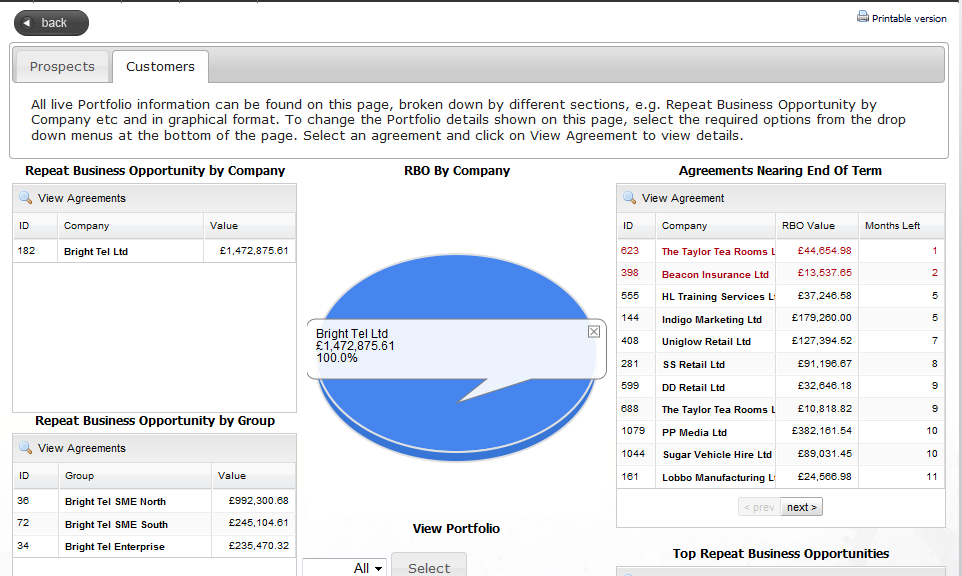 back
Printable version
Prospects
Customers
All live Portfolio information can be found on this page, broken down by different sections, e.g. Repeat Business Opportunity by
Company etc and in graphical format. To change the Portfolio details shown on this page, select the required options from the drop
down menus at the bottom of the page. Select an agreement and click on View Agreement to view details.
Repeat Business Opportunity by Company
View Agreements
ID Company Value
182 Bright Tel Ltd £1,472,875.61
Repeat Business Opportunity by Group
View Agreements
ID Group Value
36 Bright Tel SME North £992,300.68
72 Bright Tel SME South £245,104.61
34 Bright Tel Enterprise £235,470.32
RBO By Company
Bright Tel Ltd
£1,472,875.61
100.0%
View Portfolio
All
Select
Agreements Nearing End Of Term
View Agreement
ID Company RBO Value Months Left
623 The Taylor Tea Rooms L £44,654.98 1
398 Beacon Insurance Ltd £13,537.65 2
555 HL Training Services Lt £37,246.58 5
144 Indigo Marketing Ltd £179,260.00 5
408 Uniglow Retail Ltd £127,394.52 7
281 SS Retail Ltd £91,196.67 8
599 DD Retail Ltd £32,646.18 9
688 The Taylor Tea Rooms L £10,818.82 9
1079 PP Media Ltd £382,161.54 10
1044 Sugar Vehicle Hire Ltd £89,031.45 10
161 Lobbo Manufacturing L £24,566.98 11
< prev next >
Top Repeat Business Opportunities